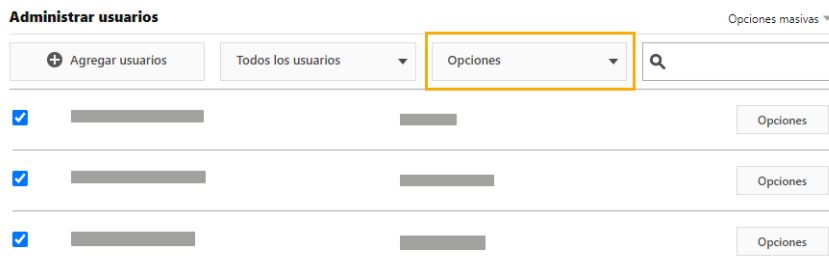 Administrar usuarios
Opciones masivas
Agregar usuarios
Todos los usuarios
Opciones
Opciones
Opciones
Opciones